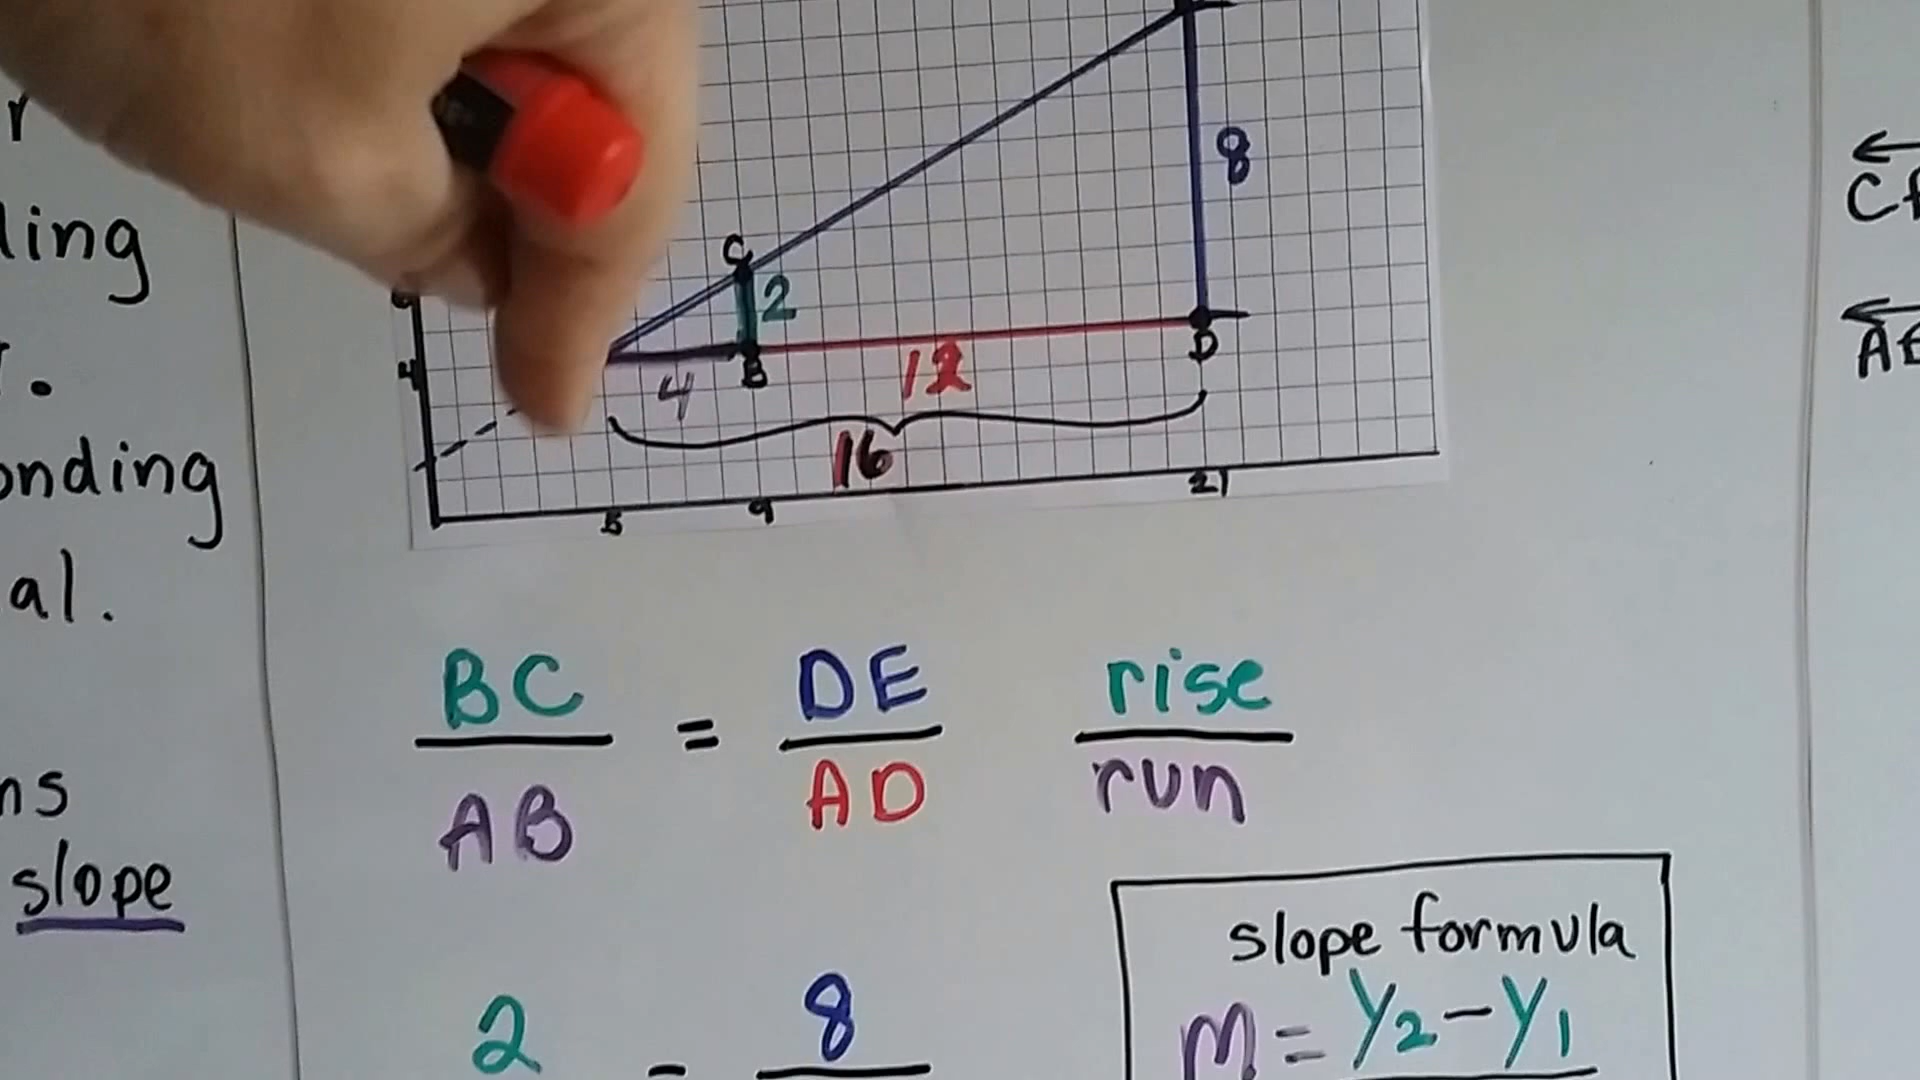 r
ling
r.
onding
al.
ns
slope
C
2
8
4
4
B
12
D
16
5
9
21
BC
AB
=
DE
AD
rise
run
2
=
8
slope formula
m = y₂ - y₁
C
A